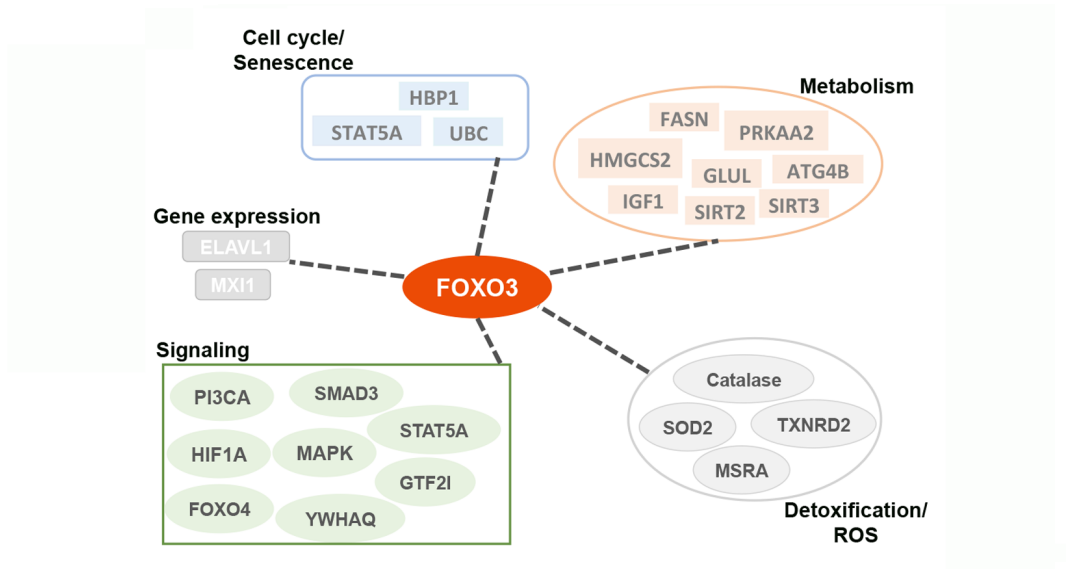 Cell cycle/
Senescence
HBP1
STAT5A
UBC
Metabolism
FASN
PRKAA2
HMGCS2
GLUL
ATG4B
IGF1
SIRT2
SIRT3
Gene expression
ELAVL1
MXI1
FOXO3
Signaling
PI3CA
SMAD3
STAT5A
HIF1A
MAPK
GTF2I
FOXO4
YWHAQ
Catalase
SOD2
TXNRD2
MSRA
Detoxification/
ROS